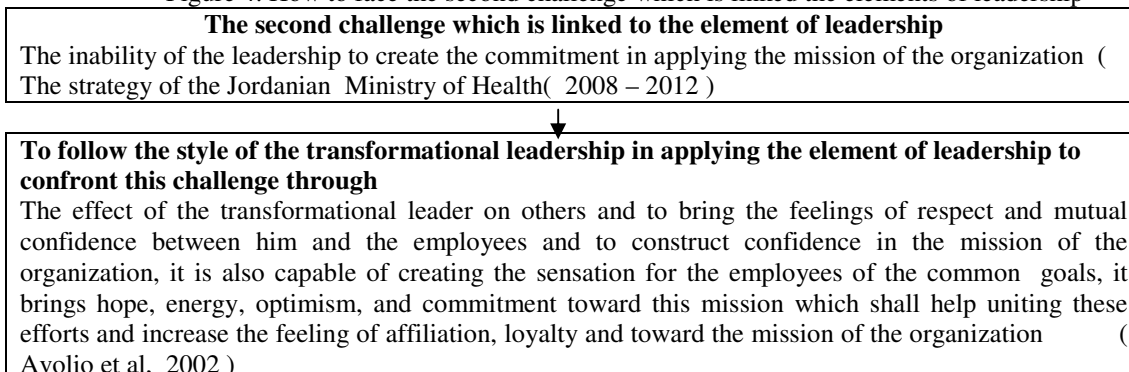 Figure 4: How to face the second challenge which is linked the elements of leadership
The second challenge which is linked to the element of leadership
The inability of the leadership to create the commitment in applying the mission of the organization (
The strategy of the Jordanian Ministry of Health( 2008 – 2012 )
To follow the style of the transformational leadership in applying the element of leadership to
confront this challenge through
The effect of the transformational leader on others and to bring the feelings of respect and mutual
confidence between him and the employees and to construct confidence in the mission of the
organization, it is also capable of creating the sensation for the employees of the common goals, it
brings hope, energy, optimism, and commitment toward this mission which shall help uniting these
efforts and increase the feeling of affiliation, loyalty and toward the mission of the organization (
Avolio et al, 2002 )